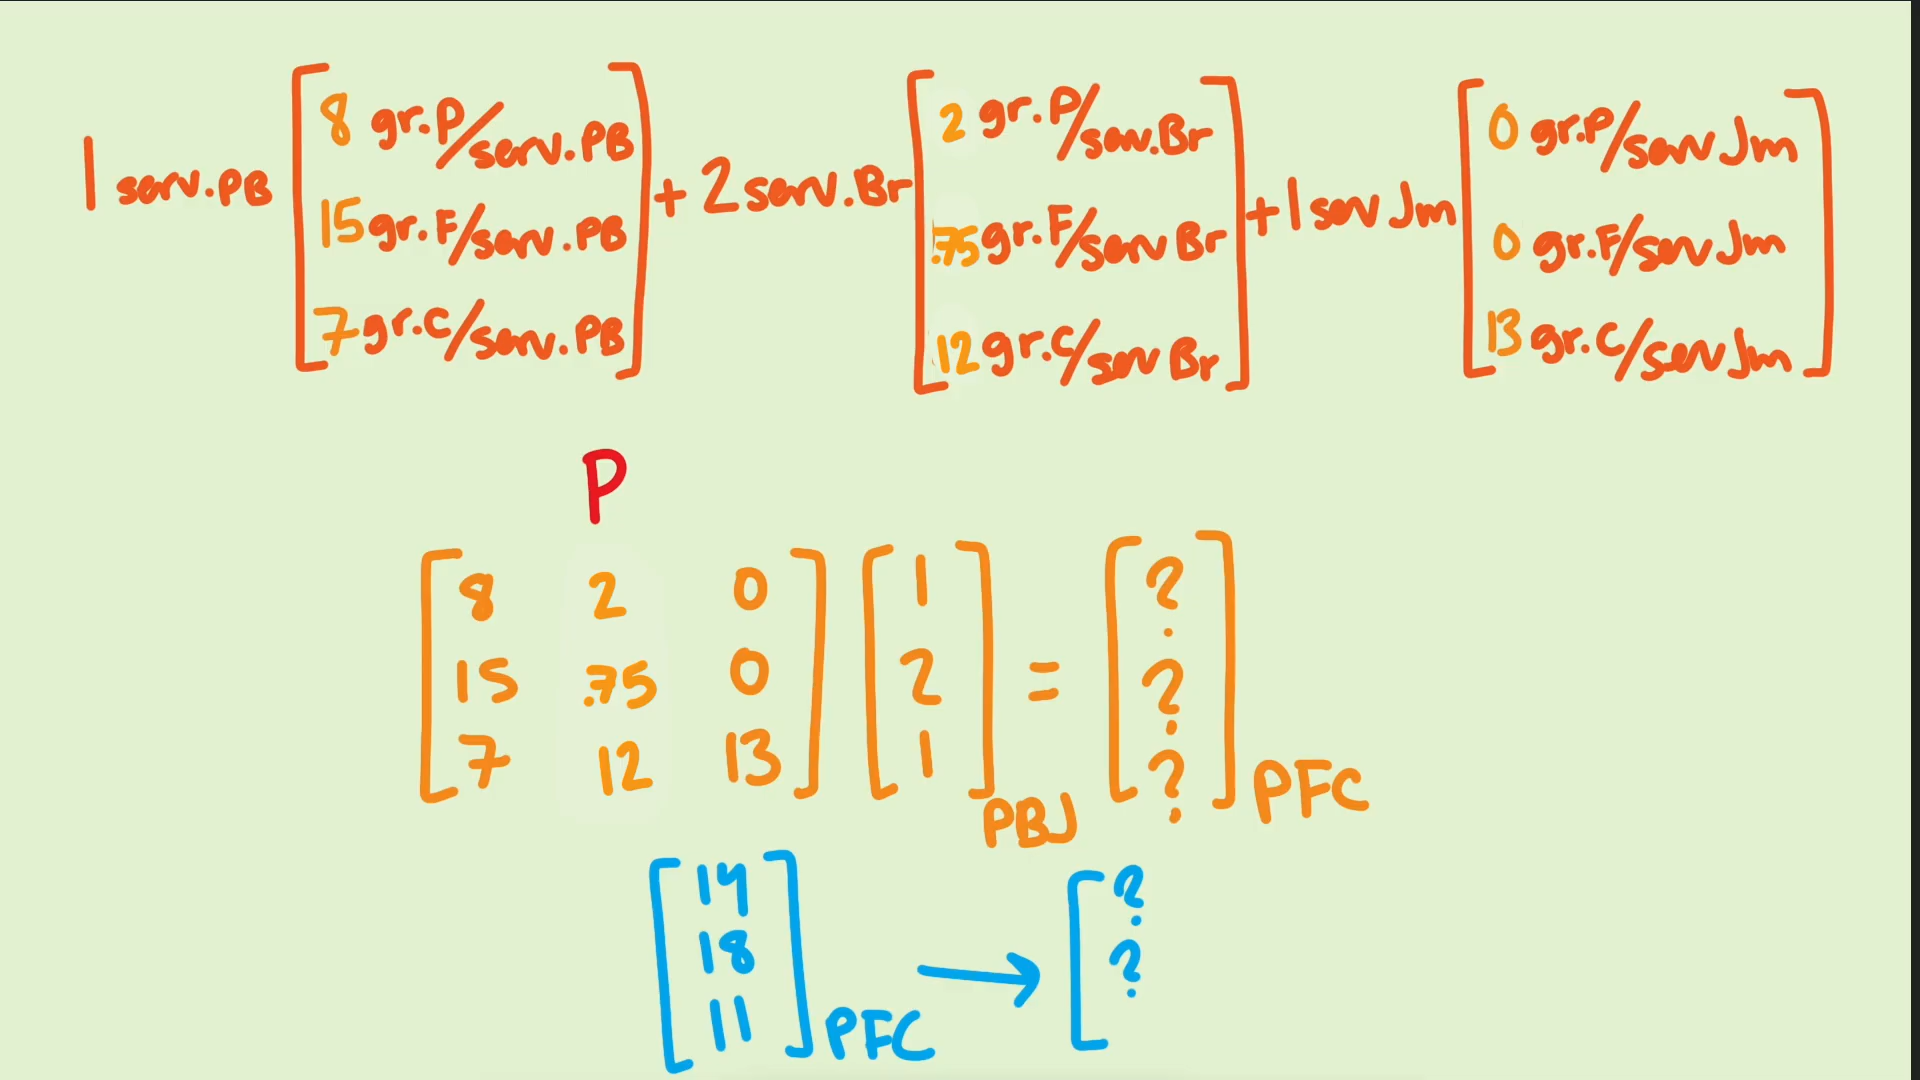 1 serv.PB [8 gr.P/serv.PB 15 gr.F/serv.PB 7 gr.C/serv.PB] + 2 serv.Br [2 gr.P/serv.Br .75 gr.F/serv Br 12 gr.C/serv Br] + 1 serv Jm [0 gr.P/serv Jm 0 gr.F/serv Jm 13 gr.C/serv Jm]
P
[8 2 0
15 .75 0
7 12 13] [1 2 1] PBJ = [? ? ?] PFC
[14 18 11] PFC → [? ?